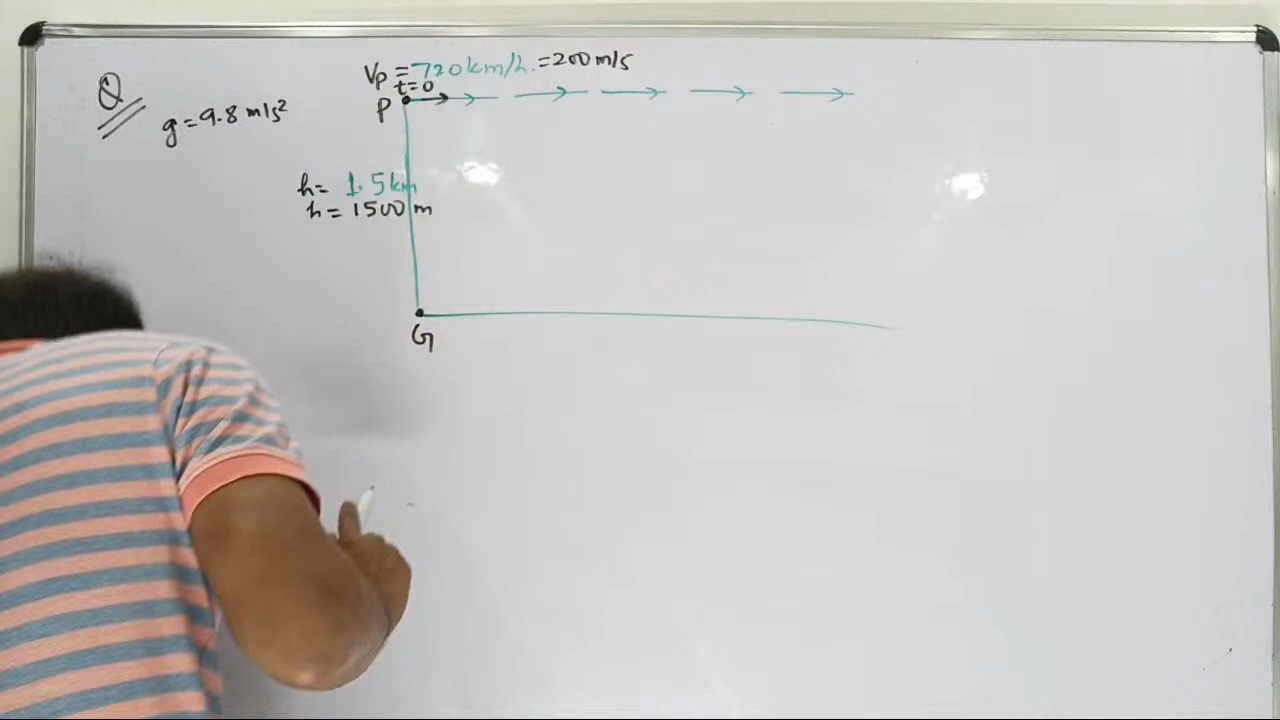 Q
g = 9.8 m/s²
Vp = 720 km/h. = 200 m/s
t = 0
P
h = 1.5 km
h = 1500 m
G